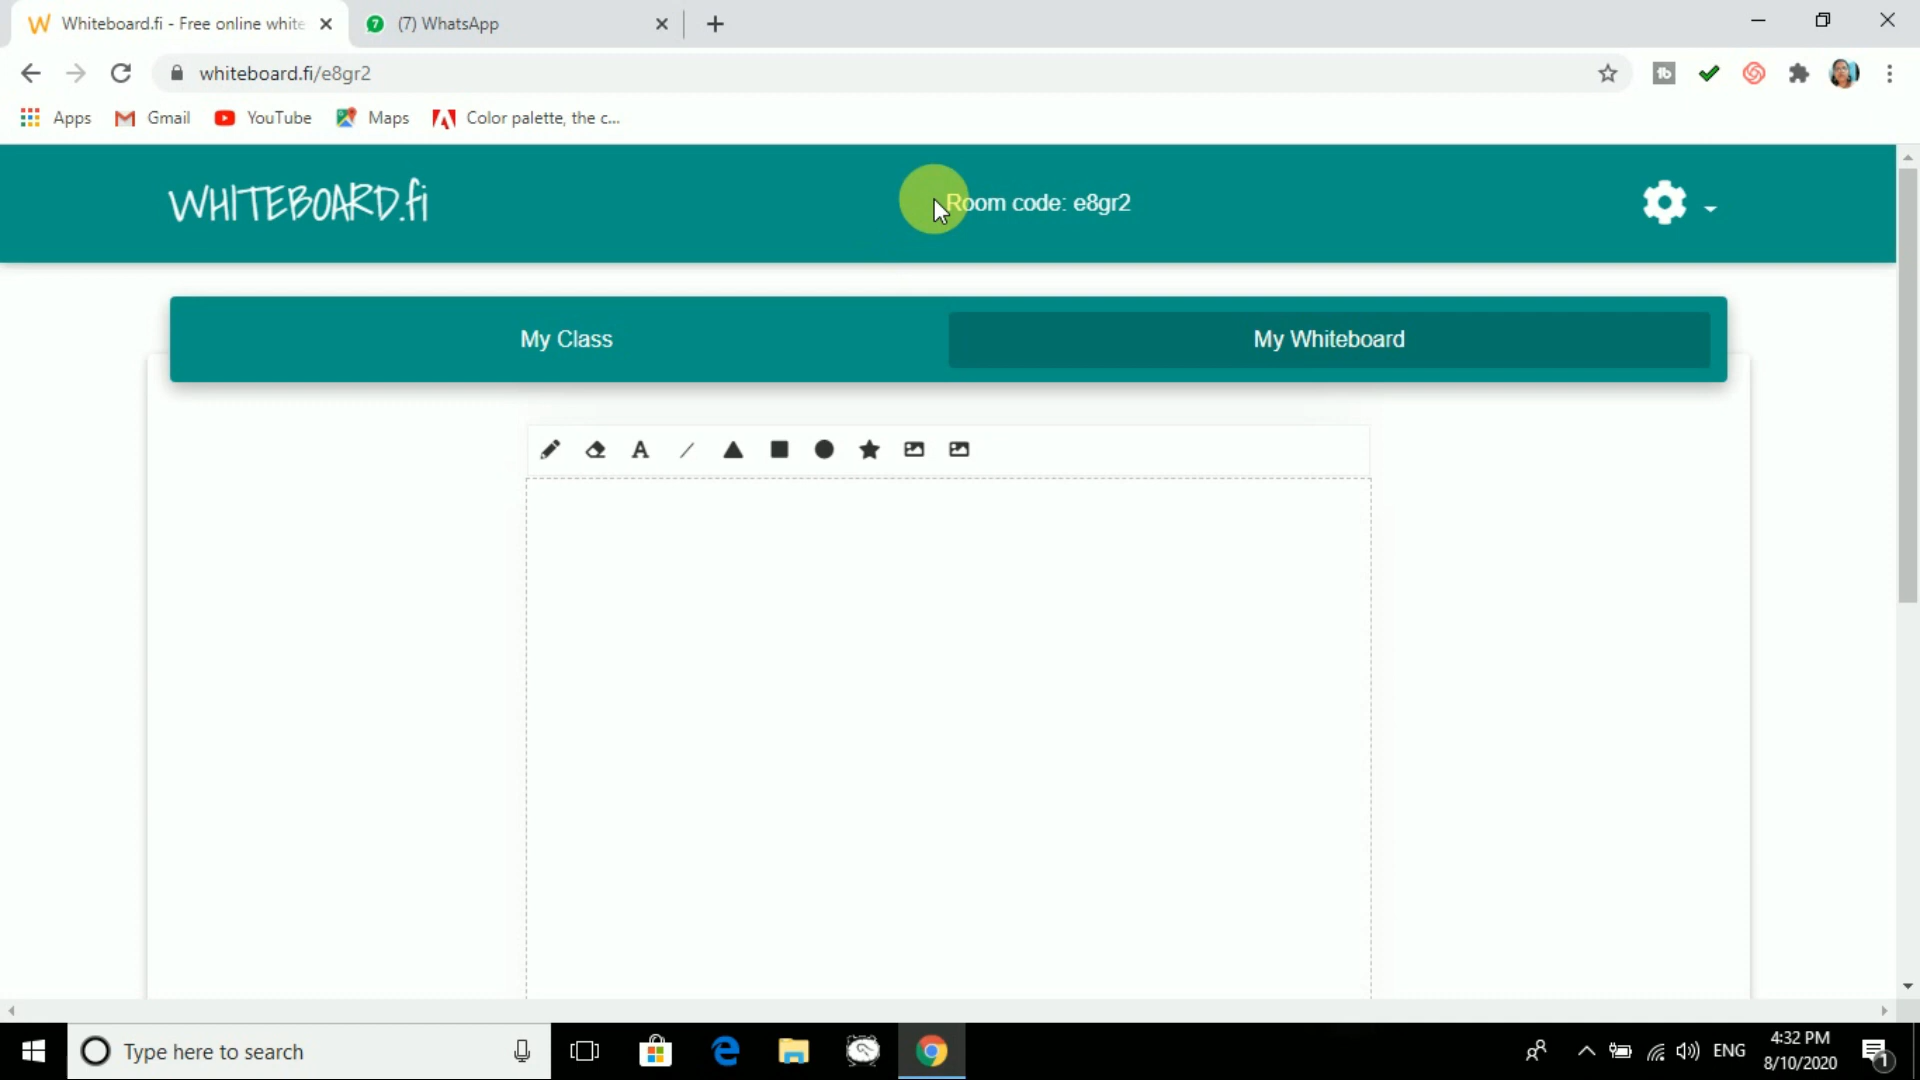 Whiteboard.fi - Free online white
(7) WhatsApp
whiteboard.fi/e8gr2
Apps
Gmail
YouTube
Maps
Color palette, the c...
WHITEBOARD.fi
Room code: e8gr2
My Class
My Whiteboard
A
Type here to search
ENG
4:32 PM
8/10/2020
1